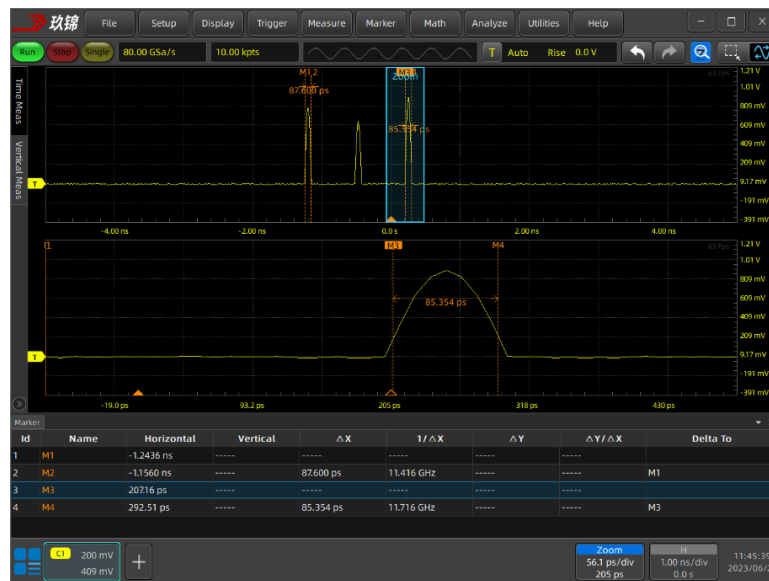 玖锦 File Setup Display Trigger Measure Marker Math Analyze Utilities Help
Run Stop Single 80.00 GSa/s 10.00 kpts T Auto Rise 0.0 V
Time Meas
Vertical Meas
M1 2
87.600 ps
Zoom
85.354 ps
63 Fps
1.21 V
1.01 V
809 mV
609 mV
409 mV
209 mV
9.17 mV
-191 mV
-391 mV
T
-4.00 ns -2.00 ns 0.0 s 2.00 ns 4.00 ns
M3 M4
85.354 ps
63 Fps
1.21 V
1.01 V
809 mV
609 mV
409 mV
209 mV
9.17 mV
-191 mV
-391 mV
T
-19.0 ps 93.2 ps 205 ps 318 ps 430 ps
Marker
Id Name Horizontal Vertical △X 1/△X △Y △Y/△X Delta To
1 M1 -1.2436 ns ----- ----- ----- ----- -----
2 M2 -1.1560 ns ----- 87.600 ps 11.416 GHz ----- ----- M1
3 M3 207.16 ps ----- ----- ----- ----- -----
4 M4 292.51 ps ----- 85.354 ps 11.716 GHz ----- ----- M3
C1 200 mV
409 mV
+
Zoom
56.1 ps/div
205 ps
H
1.00 ns/div
0.0 s
11:45:39